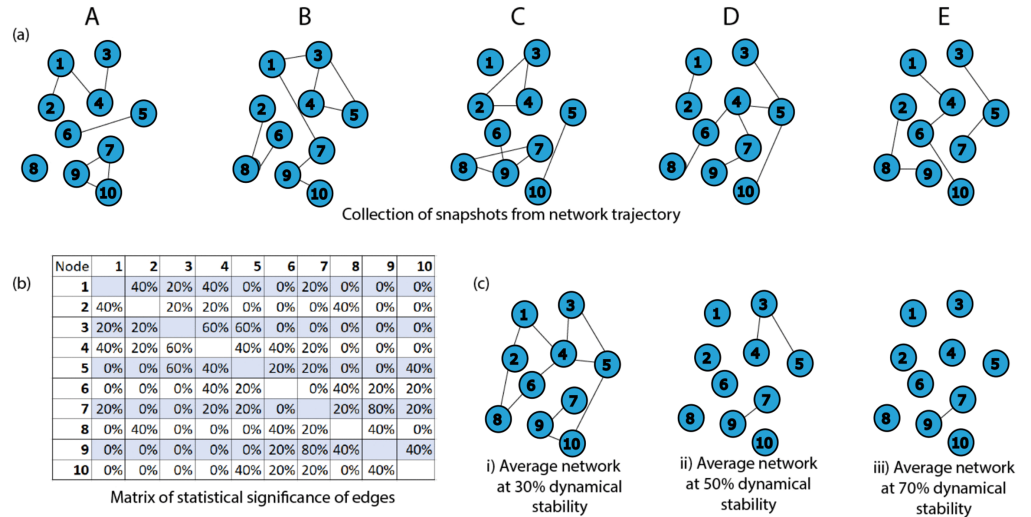 A B C D E
(a)
1 3 2 4 5 6 7 8 9 10
1 3 2 4 5 6 7 8 9 10
1 3 2 4 5 6 7 8 9 10
1 3 2 4 5 6 7 8 9 10
1 3 2 4 5 6 7 8 9 10
Collection of snapshots from network trajectory
(b)
Node 1 2 3 4 5 6 7 8 9 10
1 40% 20% 40% 0% 0% 20% 0% 0% 0%
2 40% 20% 20% 0% 0% 0% 40% 0% 0%
3 20% 20% 60% 60% 0% 0% 0% 0% 0%
4 40% 20% 60% 40% 40% 20% 0% 0% 0%
5 0% 0% 60% 40% 20% 20% 0% 0% 40%
6 0% 0% 0% 40% 20% 0% 40% 20% 20%
7 20% 0% 0% 20% 20% 0% 20% 80% 20%
8 0% 40% 0% 0% 0% 40% 20% 40% 0%
9 0% 0% 0% 0% 0% 20% 80% 40% 40%
10 0% 0% 0% 0% 40% 20% 20% 0% 40%
Matrix of statistical significance of edges
(c)
1 3 2 4 5 6 7 8 9 10
i) Average network
at 30% dynamical
stability
1 3 2 4 5 6 7 8 9 10
ii) Average network
at 50% dynamical
stability
1 3 2 4 5 6 7 8 9 10
iii) Average network
at 70% dynamical
stability